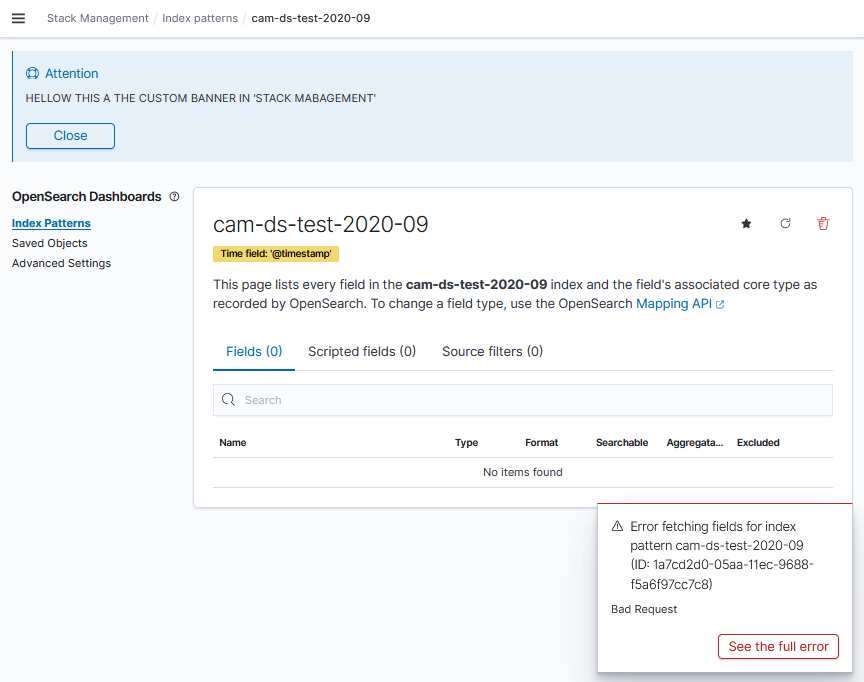 Stack Management / Index patterns / cam-ds-test-2020-09
Attention
HELLOW THIS A THE CUSTOM BANNER IN 'STACK MABAGEMENT'
Close
OpenSearch Dashboards
Index Patterns
Saved Objects
Advanced Settings
cam-ds-test-2020-09
Time field: '@timestamp'
This page lists every field in the cam-ds-test-2020-09 index and the field's associated core type as
recorded by OpenSearch. To change a field type, use the OpenSearch Mapping API
Fields (0) Scripted fields (0) Source filters (0)
Search
Name Type Format Searchable Aggregata... Excluded
No items found
Error fetching fields for index
pattern cam-ds-test-2020-09
(ID: 1a7cd2d0-05aa-11ec-9688-
f5a6f97cc7c8)
Bad Request
See the full error